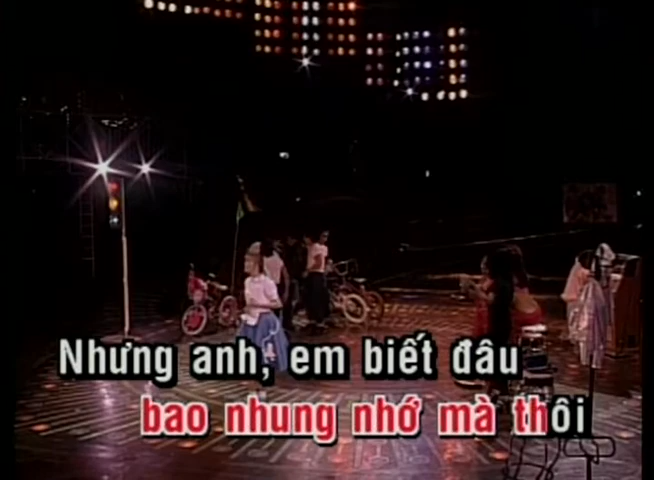 Nhưng anh, em biết đâu
bao nhung nhớ mà thôi